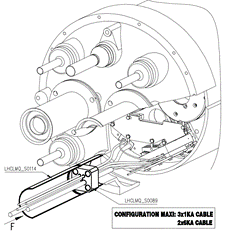 LHCLMQ_S0114
LHCLMQ_S0089
CONFIGURATION MAXI: 3x1KA CABLE
2x6KA CABLE
F